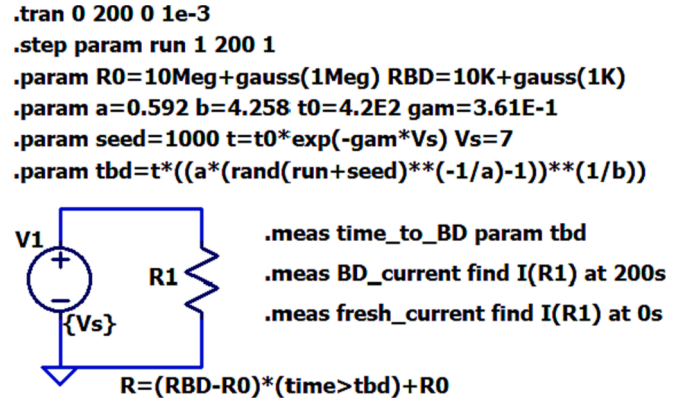 .tran 0 200 0 1e-3
.step param run 1 200 1
.param R0=10Meg+gauss(1Meg) RBD=10K+gauss(1K)
.param a=0.592 b=4.258 t0=4.2E2 gam=3.61E-1
.param seed=1000 t=t0*exp(-gam*Vs) Vs=7
.param tbd=t*((a*(rand(run+seed)**(-1/a)-1))**(1/b))
V1
R1
{Vs}
.meas time_to_BD param tbd
.meas BD_current find I(R1) at 200s
.meas fresh_current find I(R1) at 0s
R=(RBD-R0)*(time>tbd)+R0